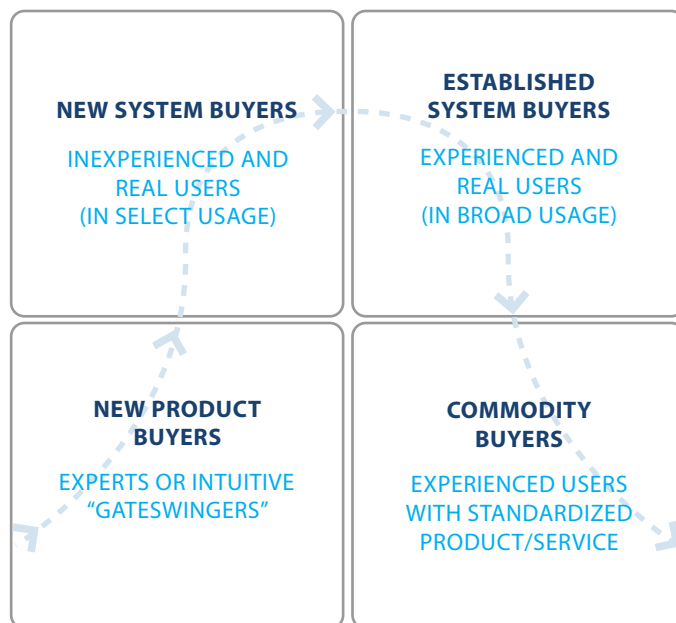 NEW SYSTEM BUYERS
INEXPERIENCED AND
REAL USERS
(IN SELECT USAGE)
ESTABLISHED
SYSTEM BUYERS
EXPERIENCED AND
REAL USERS
(IN BROAD USAGE)
NEW PRODUCT
BUYERS
EXPERTS OR INTUITIVE
“GATESWINGERS”
COMMODITY
BUYERS
EXPERIENCED USERS
WITH STANDARDIZED
PRODUCT/SERVICE